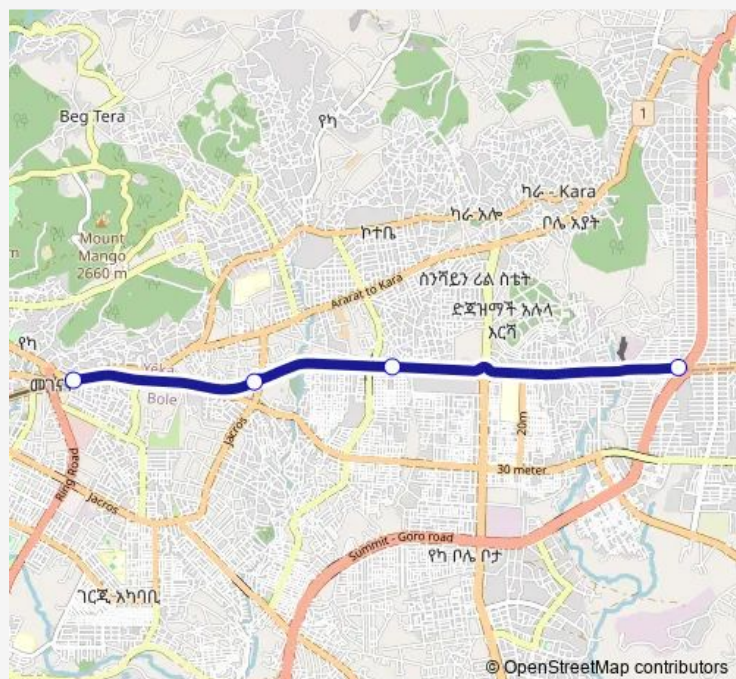 Beg Tera
የካ
1
ካራ - Kara
ካራ አሎ
ቦሌ አያት
ኮተቤ
Mount
Mango
2660 m
ሰንሻይን ሪል ስቴት
Ararat to Kara
ድጃዝማች አሉላ
እርሻ
የካ
Yeka
Bole
Jacros
20m
30 meter
Ring Road
Jacros
Summit - Goro road
የካ ቦሌ ቦታ
ገርጂ አካባቢ
© OpenStreetMap contributors